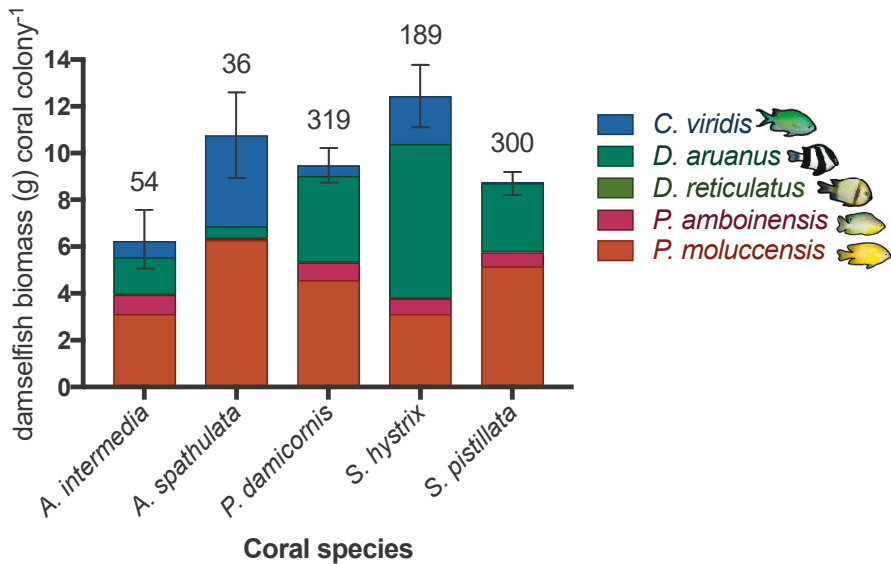 damselfish biomass (g) coral colony-1
14
12
10
8
6
4
2
0
54
36
319
189
300
A. intermedia
A. spathulata
P. damicornis
S. hystrix
S. pistillata
Coral species
C. viridis
D. aruanus
D. reticulatus
P. amboinensis
P. moluccensis